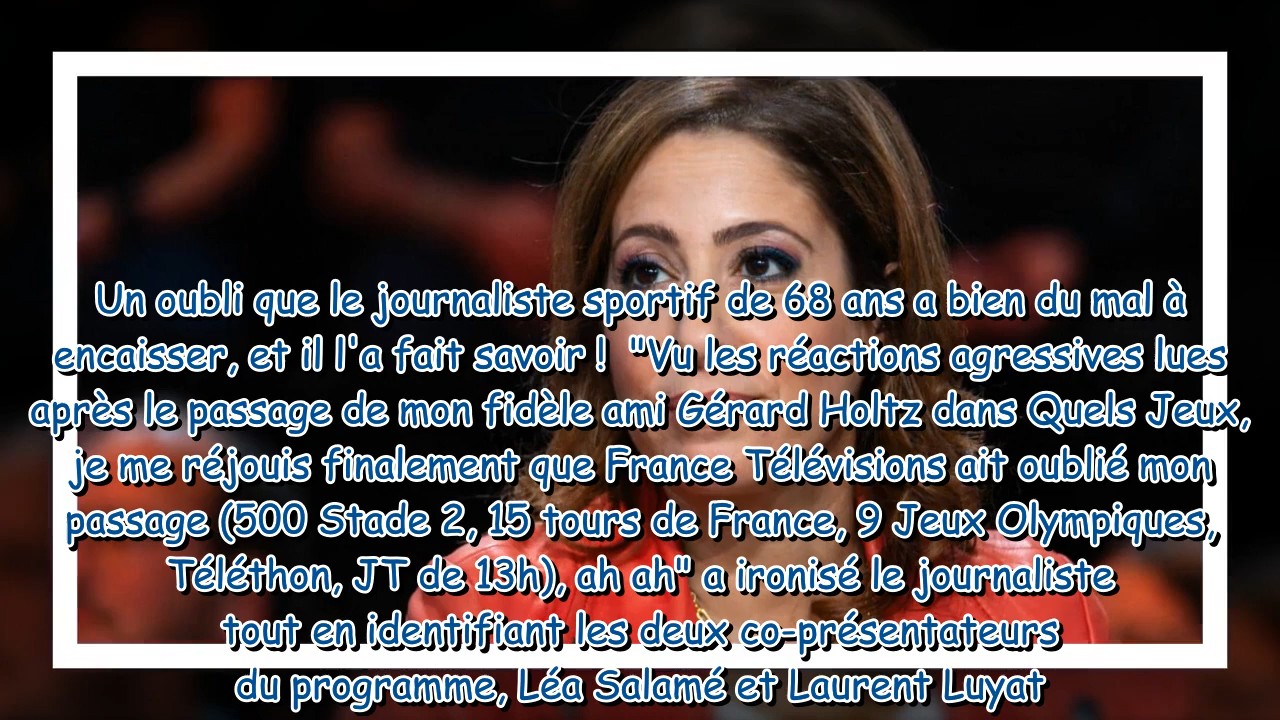 Un oubli que le journaliste sportif de 68 ans a bien du mal à
encaisser, et il l'a fait savoir !  "Vu les réactions agressives lues
après le passage de mon fidèle ami Gérard Holtz dans Quels Jeux,
je me réjouis finalement que France Télévisions ait oublié mon
passage (500 Stade 2, 15 tours de France, 9 Jeux Olympiques,
Téléthon, JT de 13h), ah ah" a ironisé le journaliste
tout en identifiant les deux co-présentateurs
du programme, Léa Salamé et Laurent Luyat